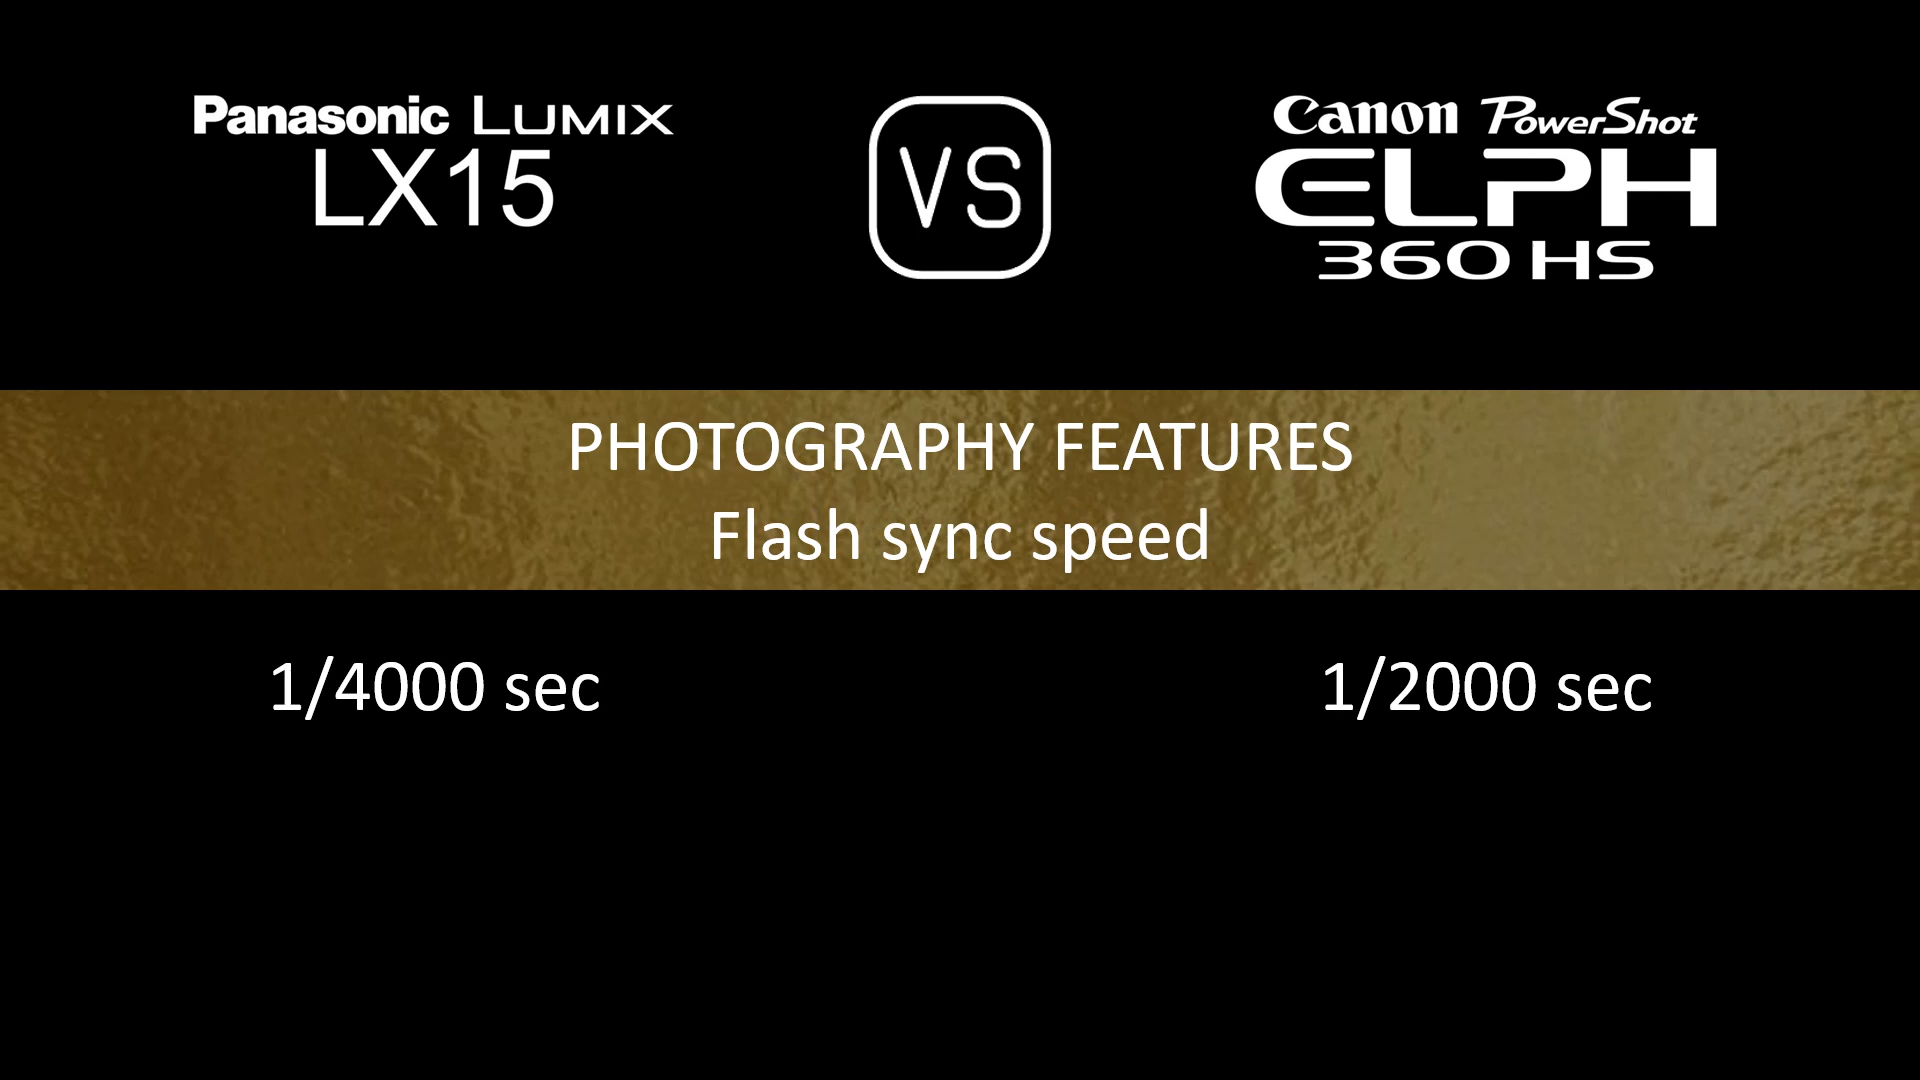 Panasonic LUMIX
LX15
VS
Canon PowerShot
ELPH
360 HS
PHOTOGRAPHY FEATURES
Flash sync speed
1/4000 sec
1/2000 sec